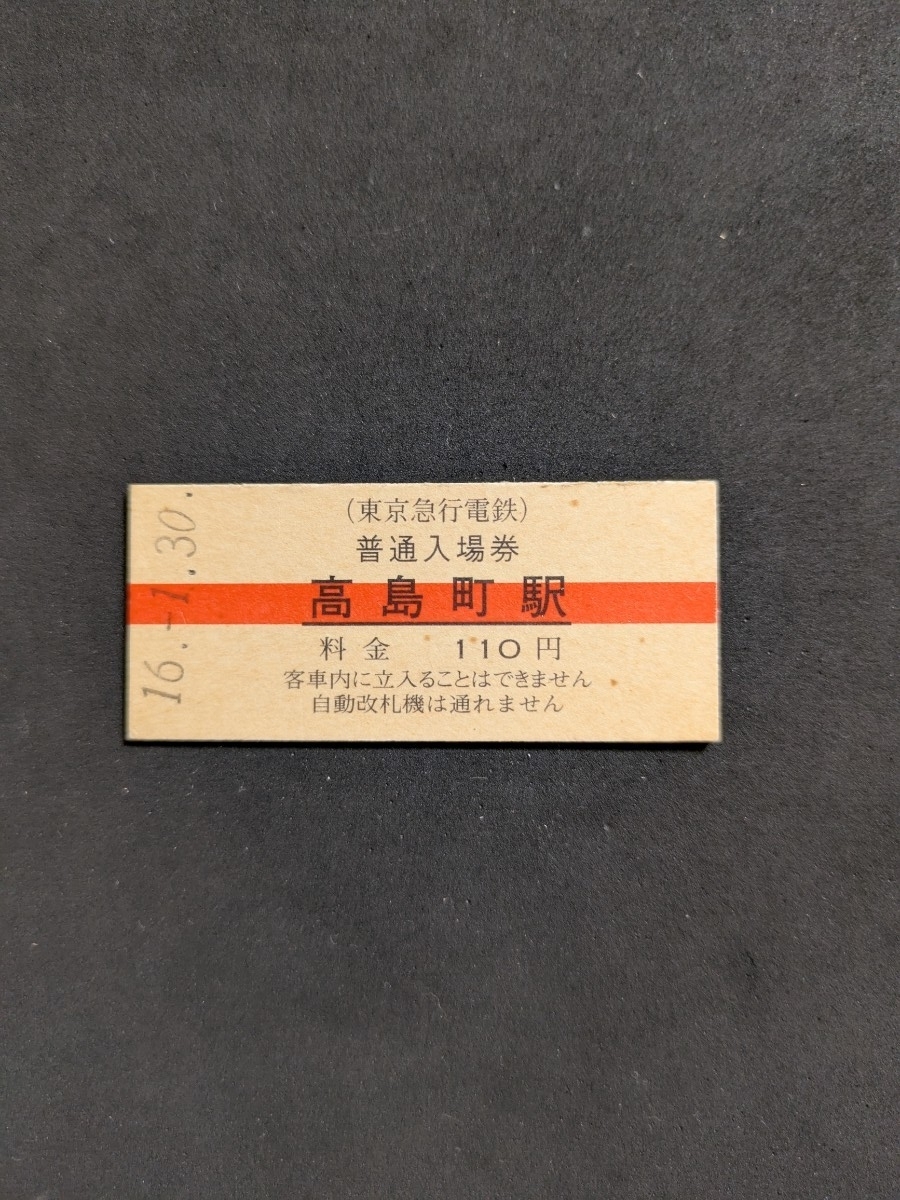 16.-1.30.
(東京急行電鉄)
普通入場券
高島町駅
料金 110円
客車内に立入ることはできません
自動改札機は通れません